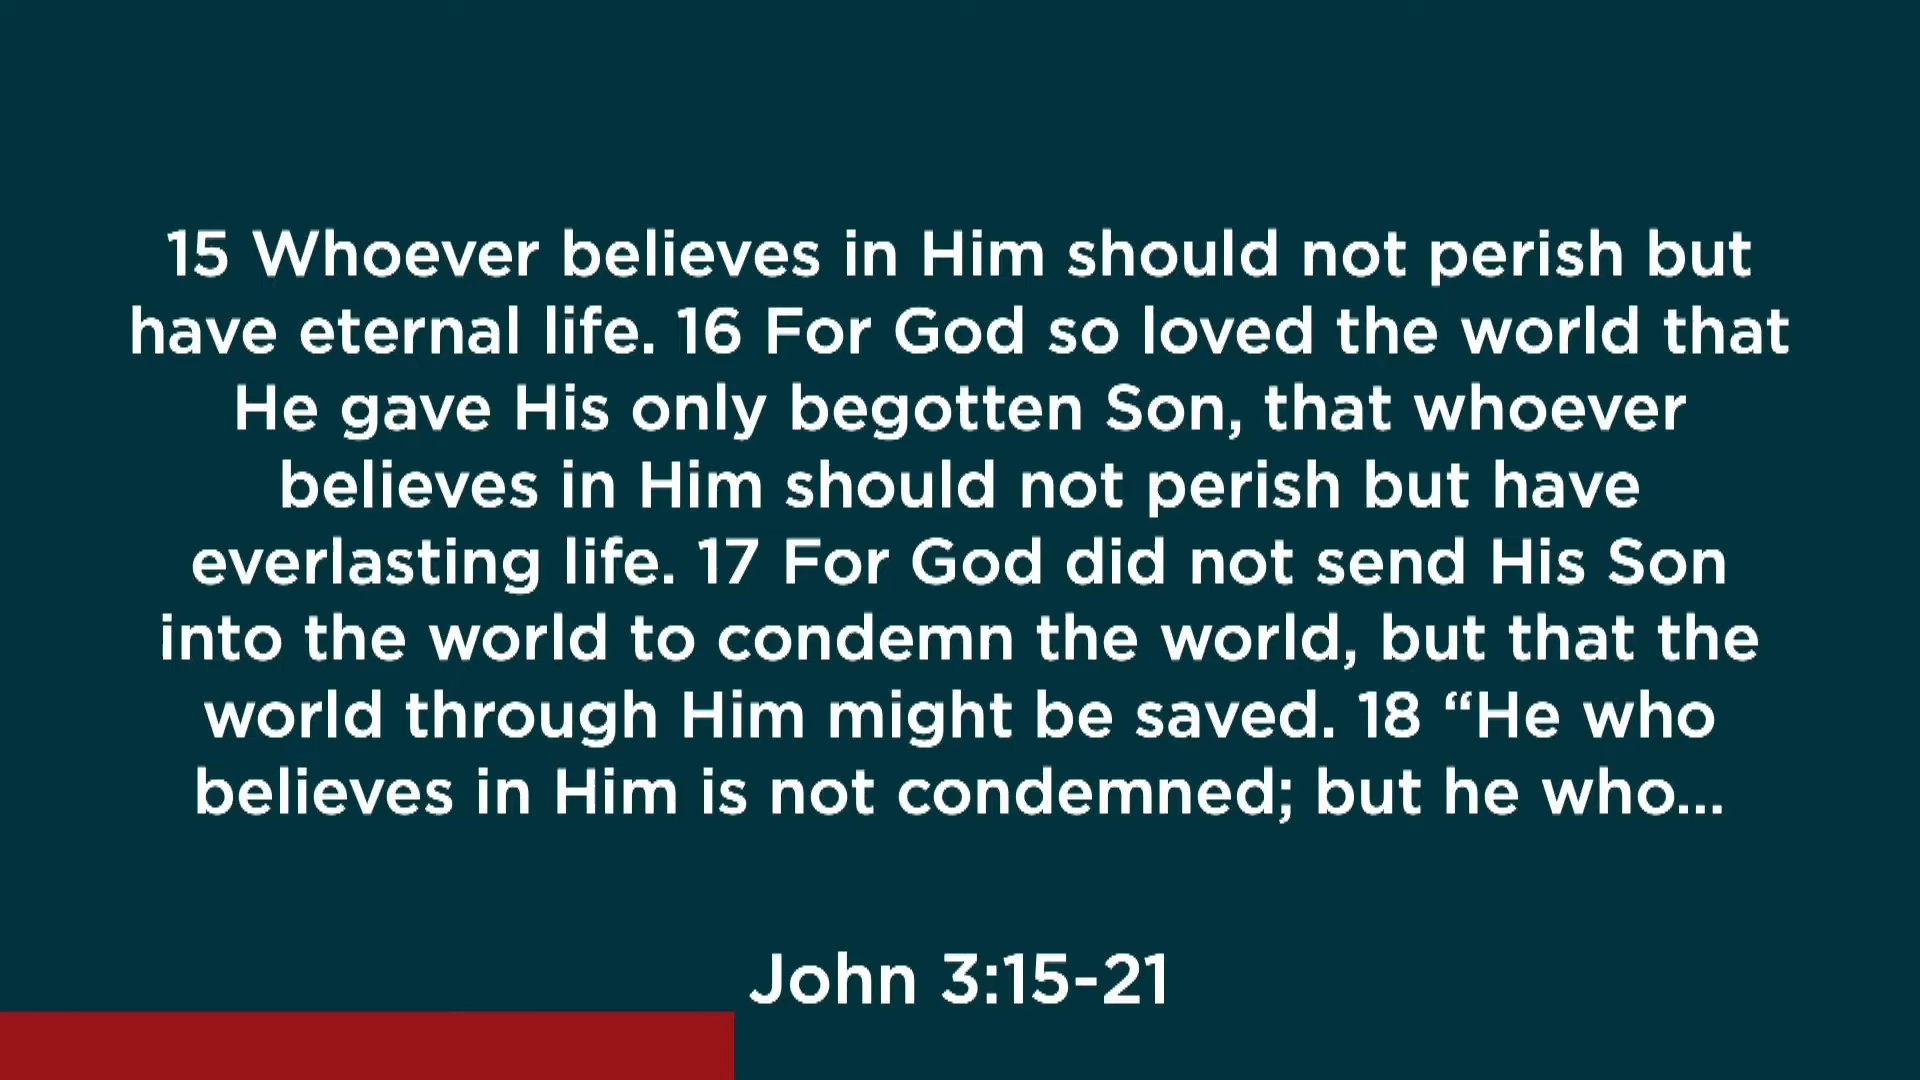 15 Whoever believes in Him should not perish but
have eternal life. 16 For God so loved the world that
He gave His only begotten Son, that whoever
believes in Him should not perish but have
everlasting life. 17 For God did not send His Son
into the world to condemn the world, but that the
world through Him might be saved. 18 “He who
believes in Him is not condemned; but he who...
John 3:15-21